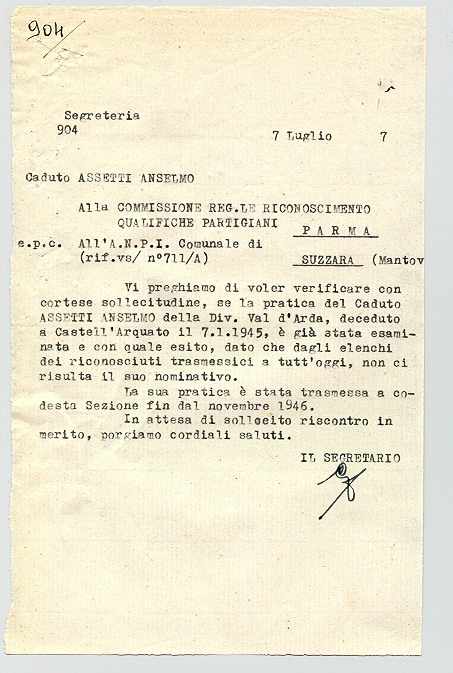 904
Segreteria
904
7 Luglio 7
Caduto ASSETTI ANSELMO
Alla COMMISSIONE REG.LE RICONOSCIMENTO
QUALIFICHE PARTIGIANI
P A R M A
e.p.c. All'A.N.P.I. Comunale di
(rif.vs/ n°711/A) SUZZARA (Mantov
Vi preghiamo di voler verificare con
cortese sollecitudine, se la pratica del Caduto
ASSETTI ANSELMO della Div. Val d'Arda, deceduto
a Castell'Arquato il 7.1.1945, è già stata esami-
nata e con quale esito, dato che dagli elenchi
dei riconosciuti trasmessici a tutt'oggi, non ci
risulta il suo nominativo.
La sua pratica è stata trasmessa a co-
desta Sezione fin dal novembre 1946.
In attesa di sollecito riscontro in
merito, porgiamo cordiali saluti.
IL SEGRETARIO